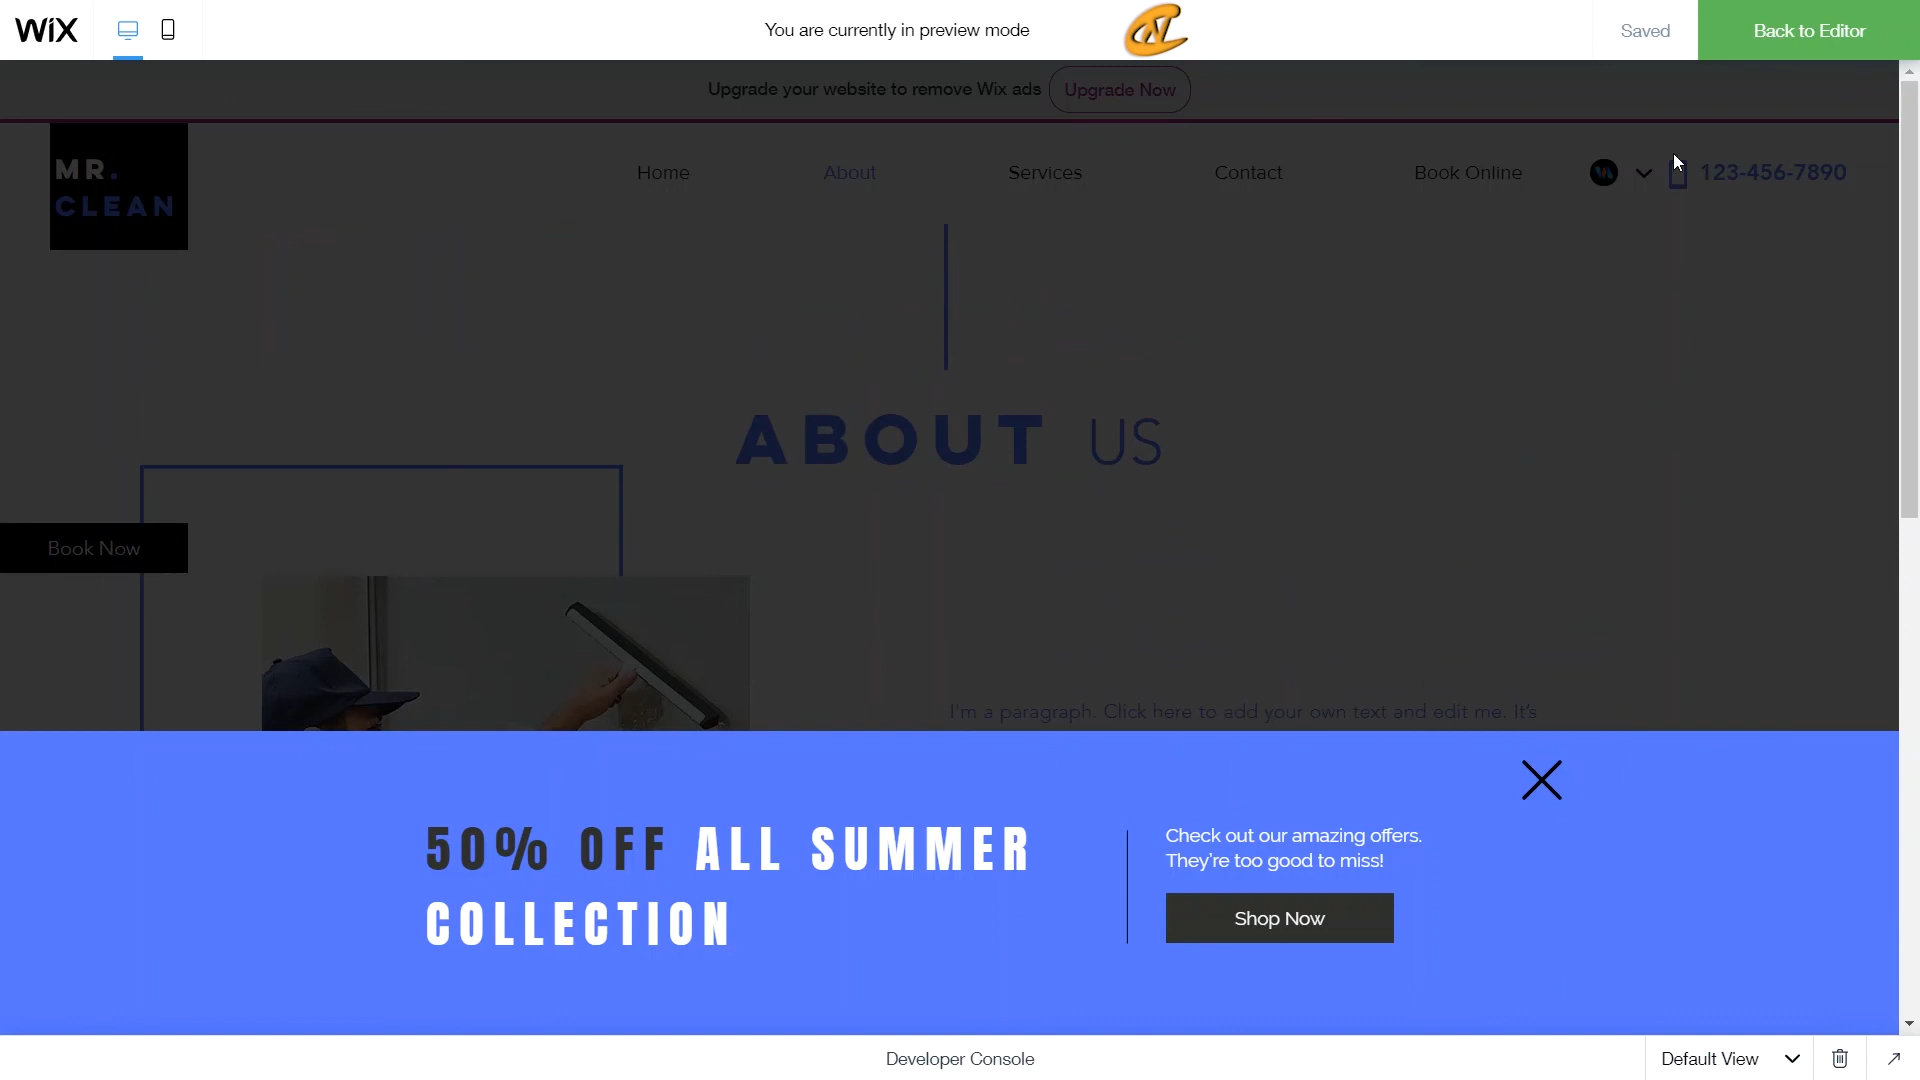 WIX
You are currently in preview mode
Saved
Back to Editor
Upgrade your website to remove Wix ads
Upgrade Now
MR.
CLEAN
Home
About
Services
Contact
Book Online
123-456-7890
ABOUT US
Book Now
I'm a paragraph. Click here to add your own text and edit me. It's
50% OFF ALL SUMMER
COLLECTION
Check out our amazing offers.
They're too good to miss!
Shop Now
Developer Console
Default View